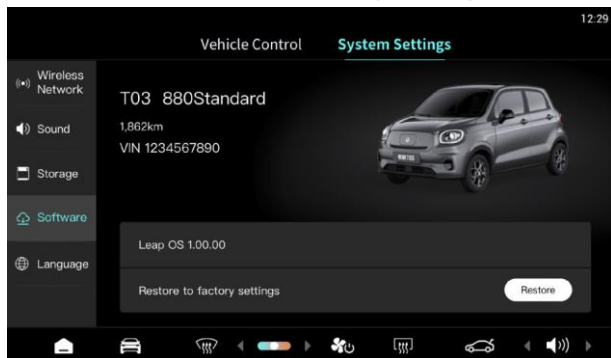 12:29
Vehicle Control System Settings
Wireless
Network
Sound
Storage
Software
Language
T03 880Standard
1,862km
VIN 1234567890
Leap OS 1.00.00
Restore to factory settings Restore